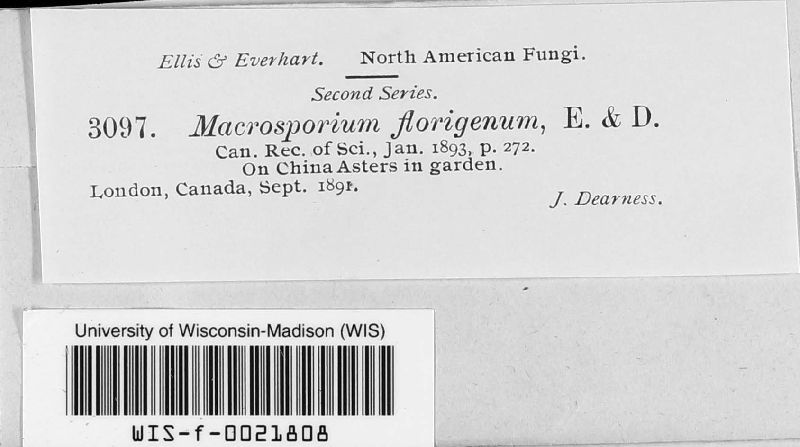 Ellis & Everhart. North American Fungi.
Second Series.
3097. Macrosporium florigenum, E. & D.
Can. Rec. of Sci., Jan. 1893, p. 272.
On China Asters in garden.
London, Canada, Sept. 1891.
J. Dearness.
University of Wisconsin-Madison (WIS)
WIS-f-0021808